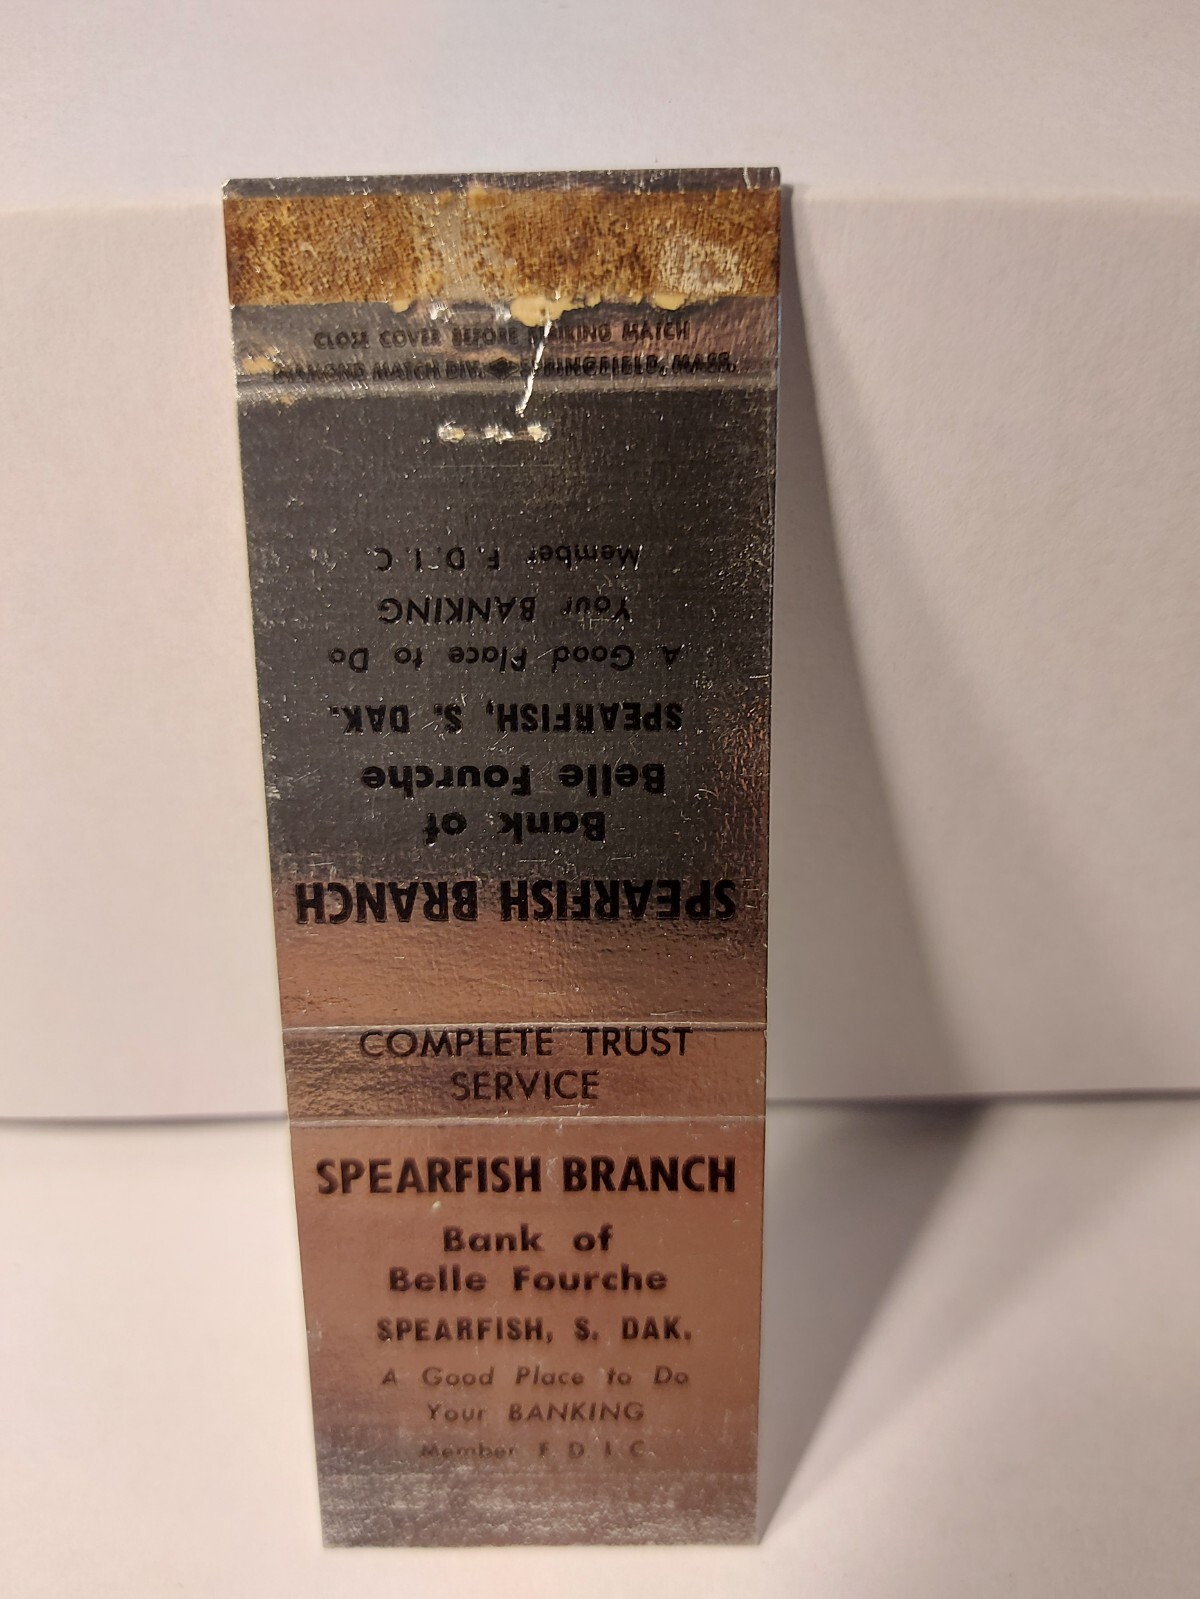 CLOSE COVER BEFORE STRIKING MATCH
DIAMOND MATCH DIV. SPRINGFIELD, MASS.
SPEARFISH BRANCH
Bank of
Belle Fourche
SPEARFISH, S. DAK.
A Good Place to Do
Your BANKING
Member F. D. I. C.
COMPLETE TRUST
SERVICE
SPEARFISH BRANCH
Bank of
Belle Fourche
SPEARFISH, S. DAK.
A Good Place to Do
Your BANKING
Member F. D. I. C.